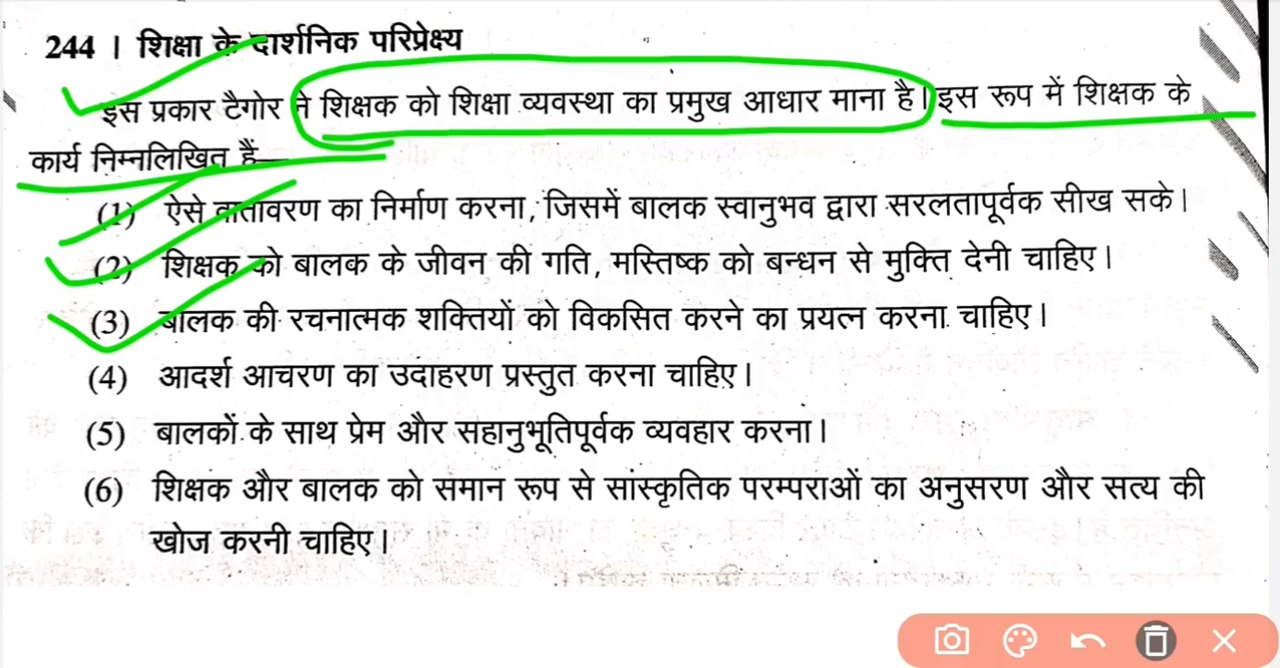 244 । शिक्षा के दार्शनिक परिप्रेक्ष्य
इस प्रकार टैगोर ने शिक्षक को शिक्षा व्यवस्था का प्रमुख आधार माना है। इस रूप में शिक्षक के
कार्य निम्नलिखित हैं—
(1) ऐसे वातावरण का निर्माण करना, जिसमें बालक स्वानुभव द्वारा सरलतापूर्वक सीख सके।
(2) शिक्षक को बालक के जीवन की गति, मस्तिष्क को बन्धन से मुक्ति देनी चाहिए।
(3) बालक की रचनात्मक शक्तियों को विकसित करने का प्रयत्न करना चाहिए।
(4) आदर्श आचरण का उदाहरण प्रस्तुत करना चाहिए।
(5) बालकों के साथ प्रेम और सहानुभूतिपूर्वक व्यवहार करना।
(6) शिक्षक और बालक को समान रूप से सांस्कृतिक परम्पराओं का अनुसरण और सत्य की
खोज करनी चाहिए।